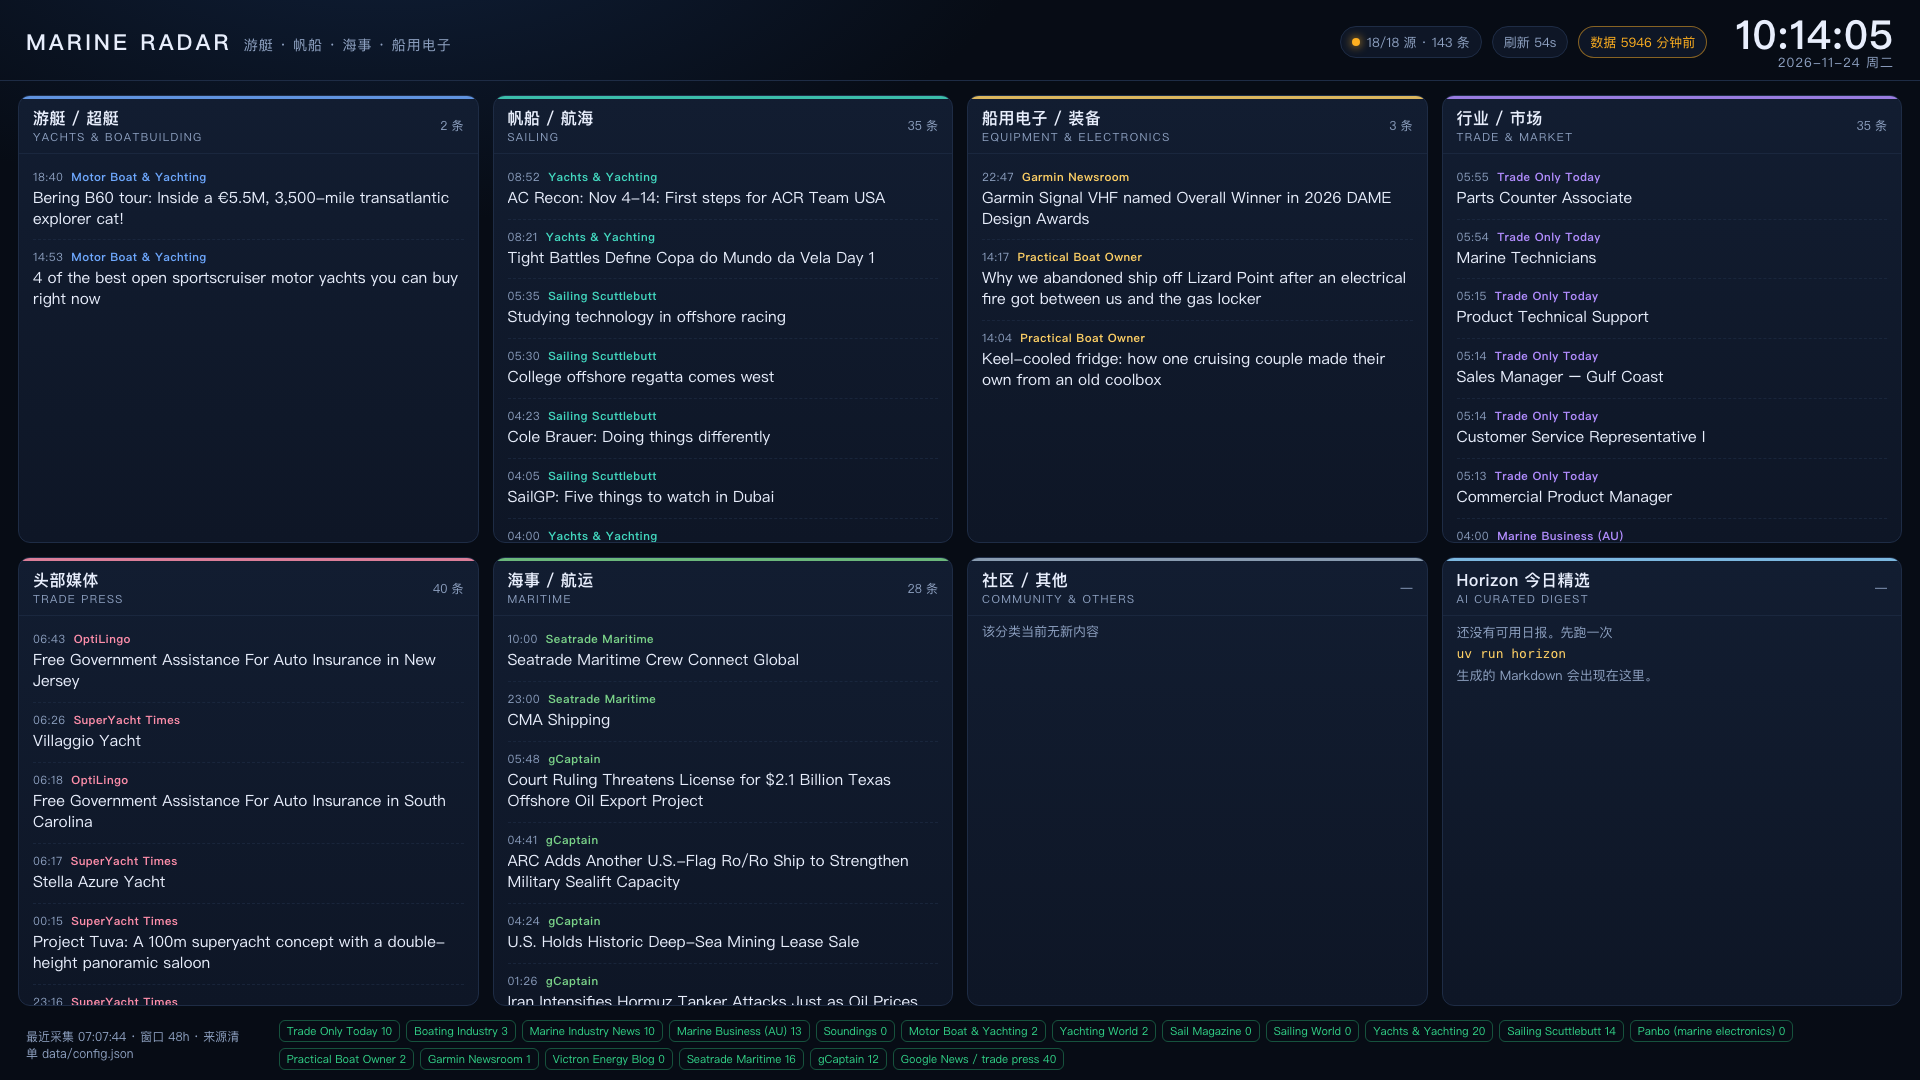 MARINE RADAR 游艇 · 帆船 · 海事 · 船用电子
18/18 源 · 143 条
刷新 54s
数据 5946 分钟前
10:14:05
2026-11-24 周二
游艇 / 超艇
YACHTS & BOATBUILDING
2 条
18:40 Motor Boat & Yachting
Bering B60 tour: Inside a €5.5M, 3,500-mile transatlantic
explorer cat!
14:53 Motor Boat & Yachting
4 of the best open sportscruiser motor yachts you can buy
right now
帆船 / 航海
SAILING
35 条
08:52 Yachts & Yachting
AC Recon: Nov 4-14: First steps for ACR Team USA
08:21 Yachts & Yachting
Tight Battles Define Copa do Mundo da Vela Day 1
05:35 Sailing Scuttlebutt
Studying technology in offshore racing
05:30 Sailing Scuttlebutt
College offshore regatta comes west
04:23 Sailing Scuttlebutt
Cole Brauer: Doing things differently
04:05 Sailing Scuttlebutt
SailGP: Five things to watch in Dubai
04:00 Yachts & Yachting
船用电子 / 装备
EQUIPMENT & ELECTRONICS
3 条
22:47 Garmin Newsroom
Garmin Signal VHF named Overall Winner in 2026 DAME
Design Awards
14:17 Practical Boat Owner
Why we abandoned ship off Lizard Point after an electrical
fire got between us and the gas locker
14:04 Practical Boat Owner
Keel-cooled fridge: how one cruising couple made their
own from an old coolbox
行业 / 市场
TRADE & MARKET
35 条
05:55 Trade Only Today
Parts Counter Associate
05:54 Trade Only Today
Marine Technicians
05:15 Trade Only Today
Product Technical Support
05:14 Trade Only Today
Sales Manager — Gulf Coast
05:14 Trade Only Today
Customer Service Representative I
05:13 Trade Only Today
Commercial Product Manager
04:00 Marine Business (AU)
头部媒体
TRADE PRESS
40 条
06:43 OptiLingo
Free Government Assistance For Auto Insurance in New
Jersey
06:26 SuperYacht Times
Villaggio Yacht
06:18 OptiLingo
Free Government Assistance For Auto Insurance in South
Carolina
06:17 SuperYacht Times
Stella Azure Yacht
00:15 SuperYacht Times
Project Tuva: A 100m superyacht concept with a double-
height panoramic saloon
23:16 SuperYacht Times
海事 / 航运
MARITIME
28 条
10:00 Seatrade Maritime
Seatrade Maritime Crew Connect Global
23:00 Seatrade Maritime
CMA Shipping
05:48 gCaptain
Court Ruling Threatens License for $2.1 Billion Texas
Offshore Oil Export Project
04:41 gCaptain
ARC Adds Another U.S.-Flag Ro/Ro Ship to Strengthen
Military Sealift Capacity
04:24 gCaptain
U.S. Holds Historic Deep-Sea Mining Lease Sale
01:26 gCaptain
Iran Intensifies Hormuz Tanker Attacks Just as Oil Prices
社区 / 其他
COMMUNITY & OTHERS
—
该分类当前无新内容
Horizon 今日精选
AI CURATED DIGEST
—
还没有可用日报。先跑一次
uv run horizon
生成的 Markdown 会出现在这里。
最近采集 07:07:44 · 窗口 48h · 来源清
单 data/config.json
Trade Only Today 10 Boating Industry 3 Marine Industry News 10 Marine Business (AU) 13 Soundings 0 Motor Boat & Yachting 2 Yachting World 2 Sail Magazine 0 Sailing World 0 Yachts & Yachting 20 Sailing Scuttlebutt 14 Panbo (marine electronics) 0
Practical Boat Owner 2 Garmin Newsroom 1 Victron Energy Blog 0 Seatrade Maritime 16 gCaptain 12 Google News / trade press 40